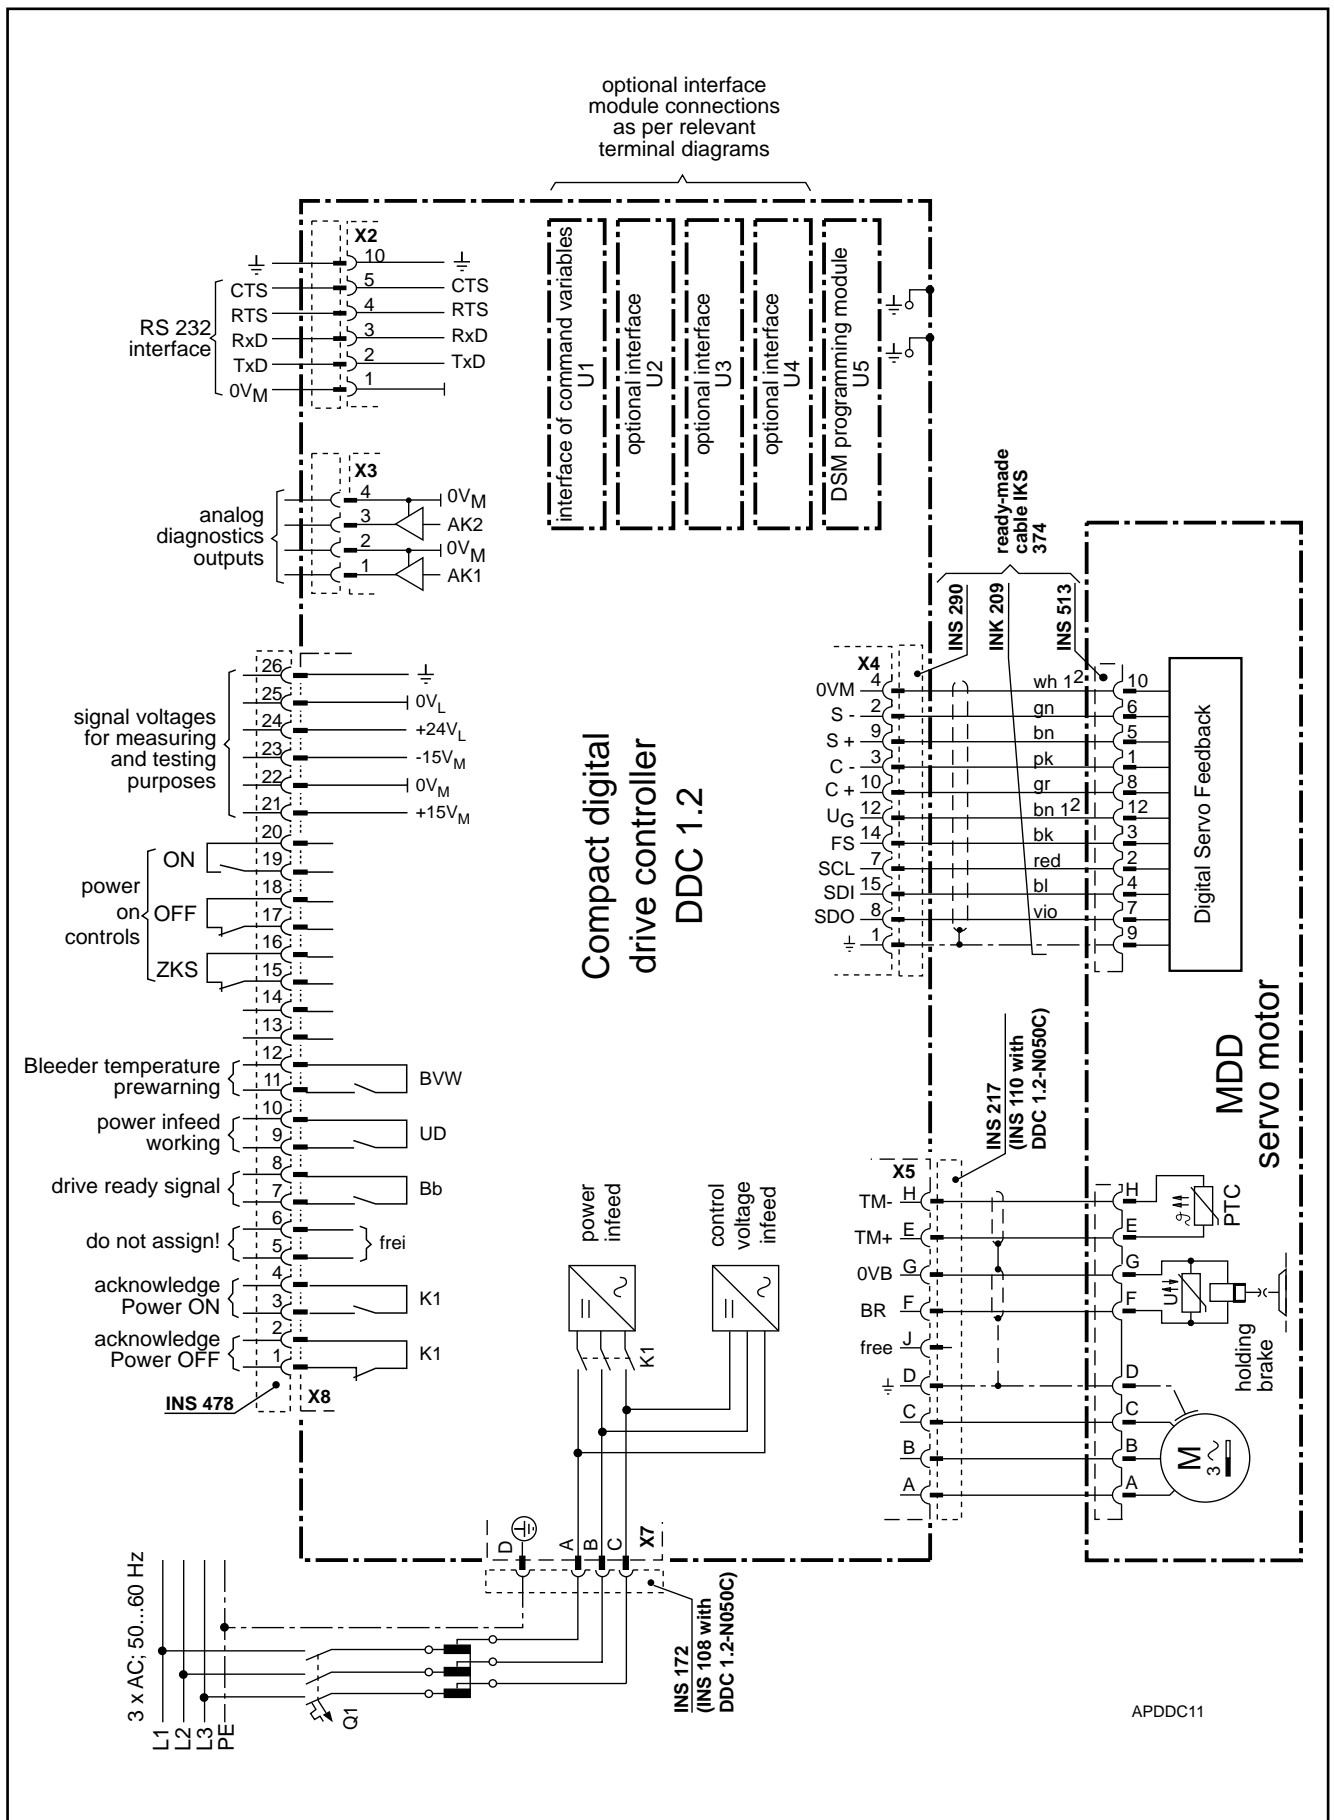 optional interface
module connections
as per relevant
terminal diagrams
X2
10
CTS 5 CTS
RTS 4 RTS
RxD 3 RxD
TxD 2 TxD
0VM 1
RS 232
interface
interface of command variables
U1
optional interface
U2
optional interface
U3
optional interface
U4
DSM programming module
U5
X3
4 0VM
3 AK2
2 0VM
1 AK1
analog
diagnostics
outputs
ready-made
cable IKS
374
INS 290
INK 209
INS 513
26
25 0VL
24 +24VL
23 -15VM
22 0VM
21 +15VM
signal voltages
for measuring
and testing
purposes
20
ON 19
18
OFF 17
16
ZKS 15
power
on
controls
14
13
12
11 BVW
Bleeder temperature
prewarning
10
9 UD
power infeed
working
8
7 Bb
drive ready signal
6
5 frei
do not assign!
4
3 K1
acknowledge
Power ON
2
1 K1
acknowledge
Power OFF
INS 478
X8
Compact digital
drive controller
DDC 1.2
X4
0VM 4 wh 1² 10
S - 2 gn 6
S + 9 bn 5
C - 3 pk 1
C + 10 gr 8
UG 12 bn 1² 12
FS 14 bk 3
SCL 7 red 2
SDI 15 bl 4
SDO 8 vio 7
1 9
Digital Servo Feedback
MDD
servo motor
INS 217
(INS 110 with
DDC 1.2-N050C)
X5
TM- H H
TM+ E E
0VB G G
BR F F
free J
D D
C C
B B
A A
PTC
U
holding
brake
M
3 ~
power
infeed
control
voltage
infeed
K1
D
A
B
C
X7
INS 172
(INS 108 with
DDC 1.2-N050C)
3 x AC; 50...60 Hz
L1
L2
L3
PE
Q1
APDDC11